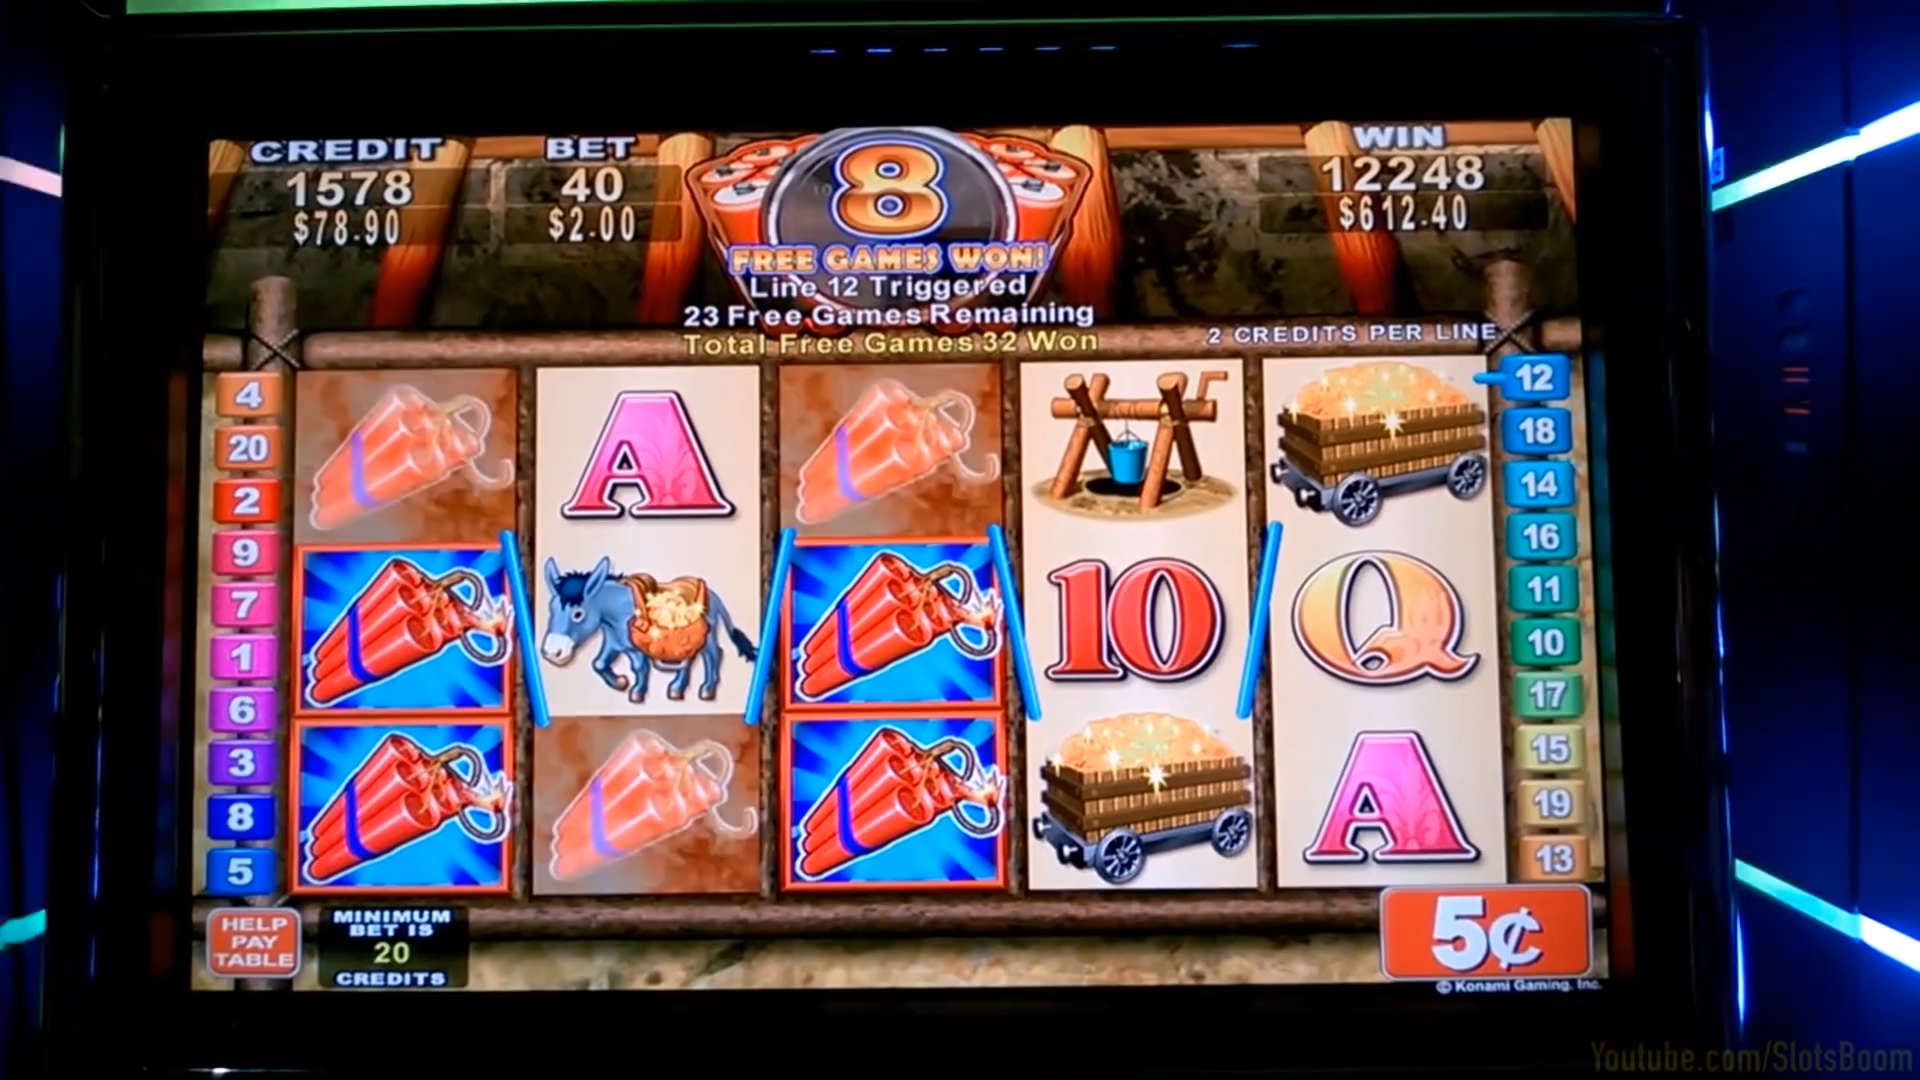 CREDIT
1578
$78.90
BET
40
$2.00
8
FREE GAMES WON!
Line 12 Triggered
23 Free Games Remaining
Total Free Games 32 Won
WIN
12248
$612.40
2 CREDITS PER LINE
4
20
2
9
7
1
6
3
8
5
A
10
Q
A
12
18
14
16
11
10
17
15
19
13
HELP
PAY
TABLE
MINIMUM
BET IS
20
CREDITS
5¢
© Konami Gaming, Inc.
Youtube.com/SlotsBoom